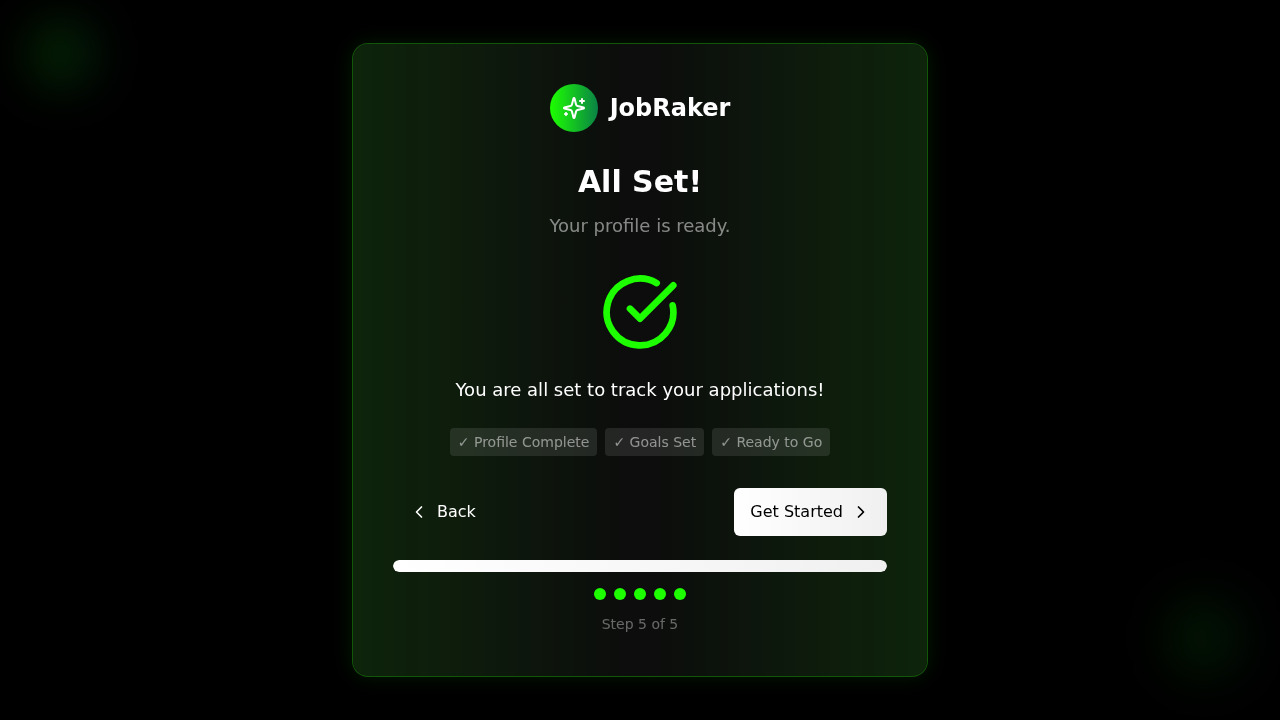 JobRaker
All Set!
Your profile is ready.
You are all set to track your applications!
✓ Profile Complete ✓ Goals Set ✓ Ready to Go
Back Get Started
Step 5 of 5